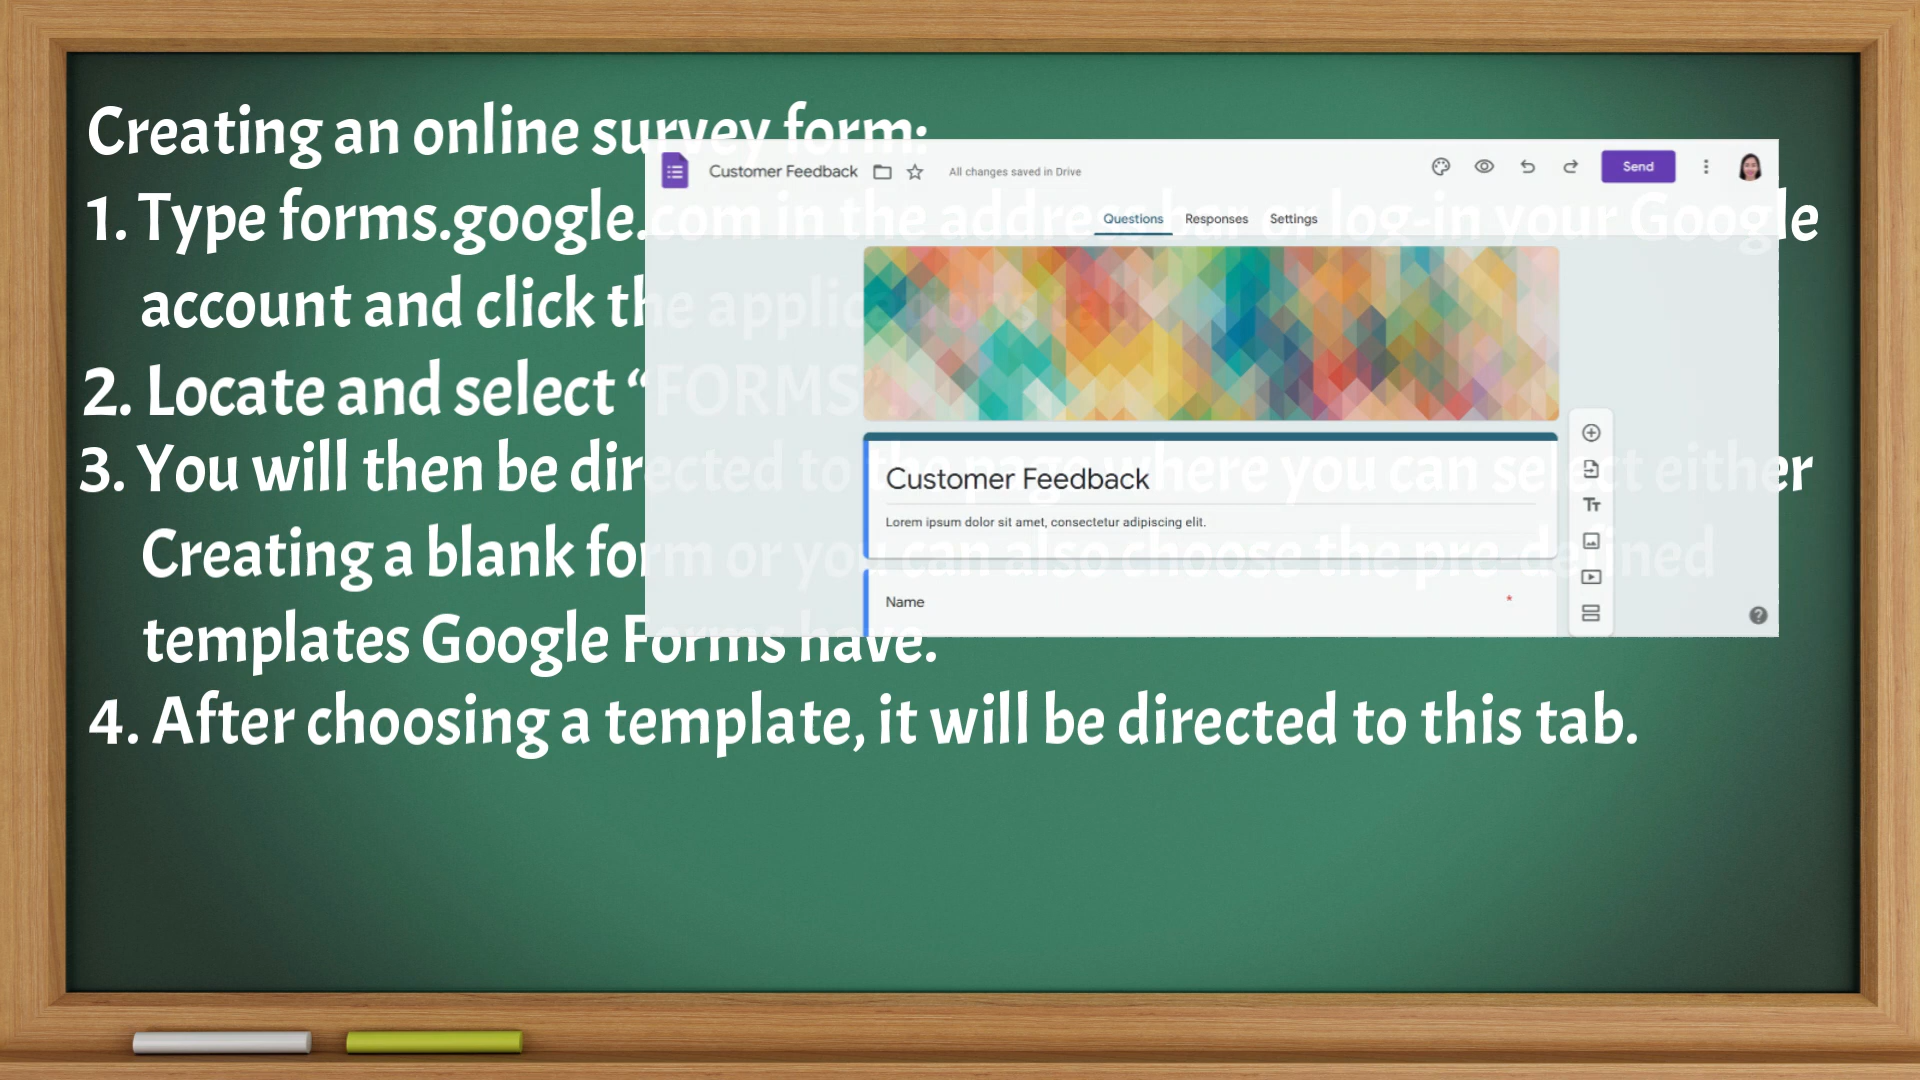 Creating an online survey form:
1. Type forms.google.com in the address bar or log-in your Google
account and click the applications tab.
2. Locate and select “FORMS”.
3. You will then be directed to the page where you can select either
Creating a blank form or you can also choose the pre-defined
templates Google Forms have.
4. After choosing a template, it will be directed to this tab.
Customer Feedback
All changes saved in Drive
Send
Questions Responses Settings
Customer Feedback
Lorem ipsum dolor sit amet, consectetur adipiscing elit.
Name *